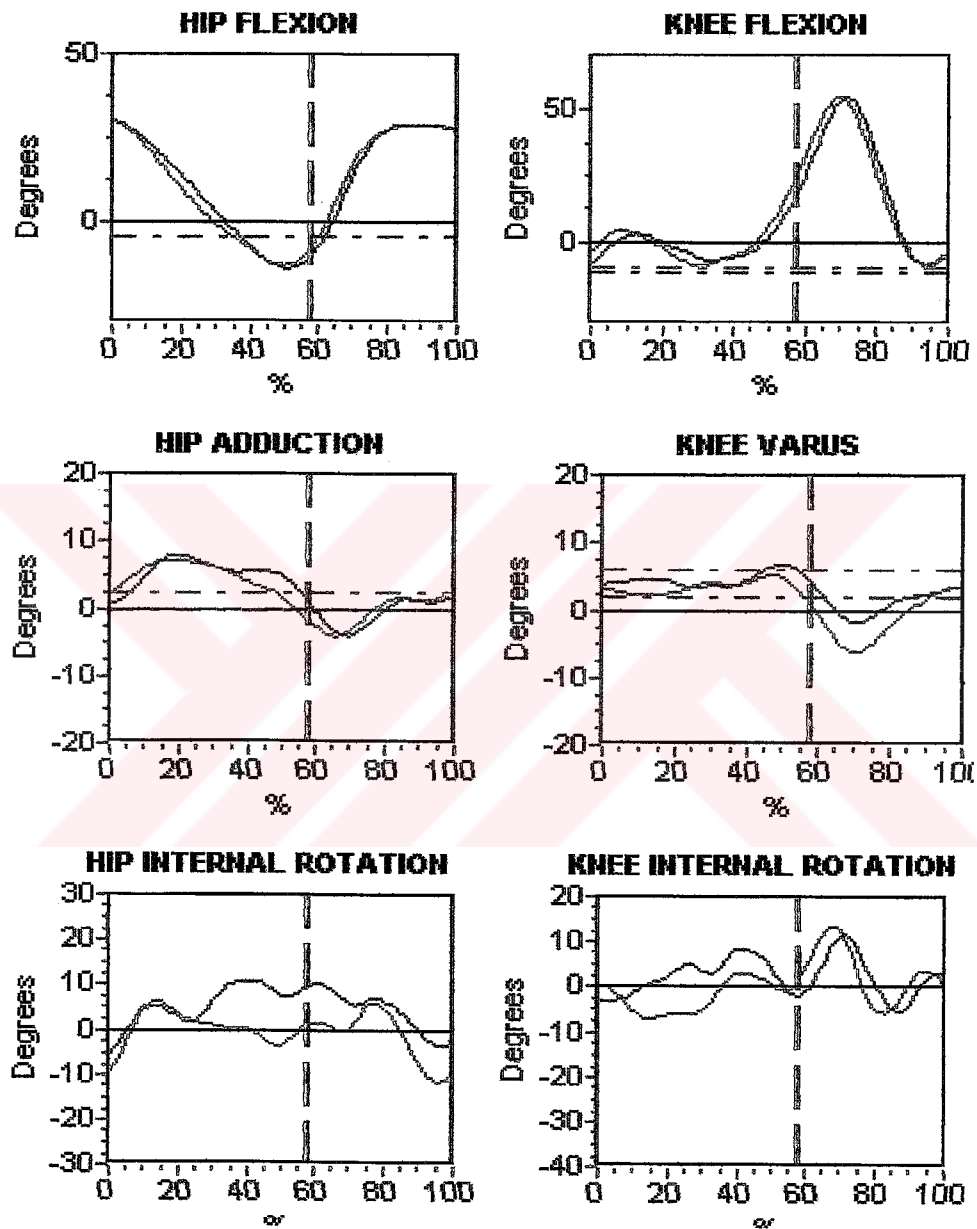 HIP FLEXION
50
0
Degrees
0 20 40 60 80 100
%
KNEE FLEXION
50
0
Degrees
0 20 40 60 80 100
%
HIP ADDUCTION
20
10
0
-10
-20
Degrees
0 20 40 60 80 100
%
KNEE VARUS
20
10
0
-10
-20
Degrees
0 20 40 60 80 100
%
HIP INTERNAL ROTATION
30
20
10
0
-10
-20
-30
Degrees
0 20 40 60 80 100
%
KNEE INTERNAL ROTATION
20
10
0
-10
-20
-30
-40
Degrees
0 20 40 60 80 100
%